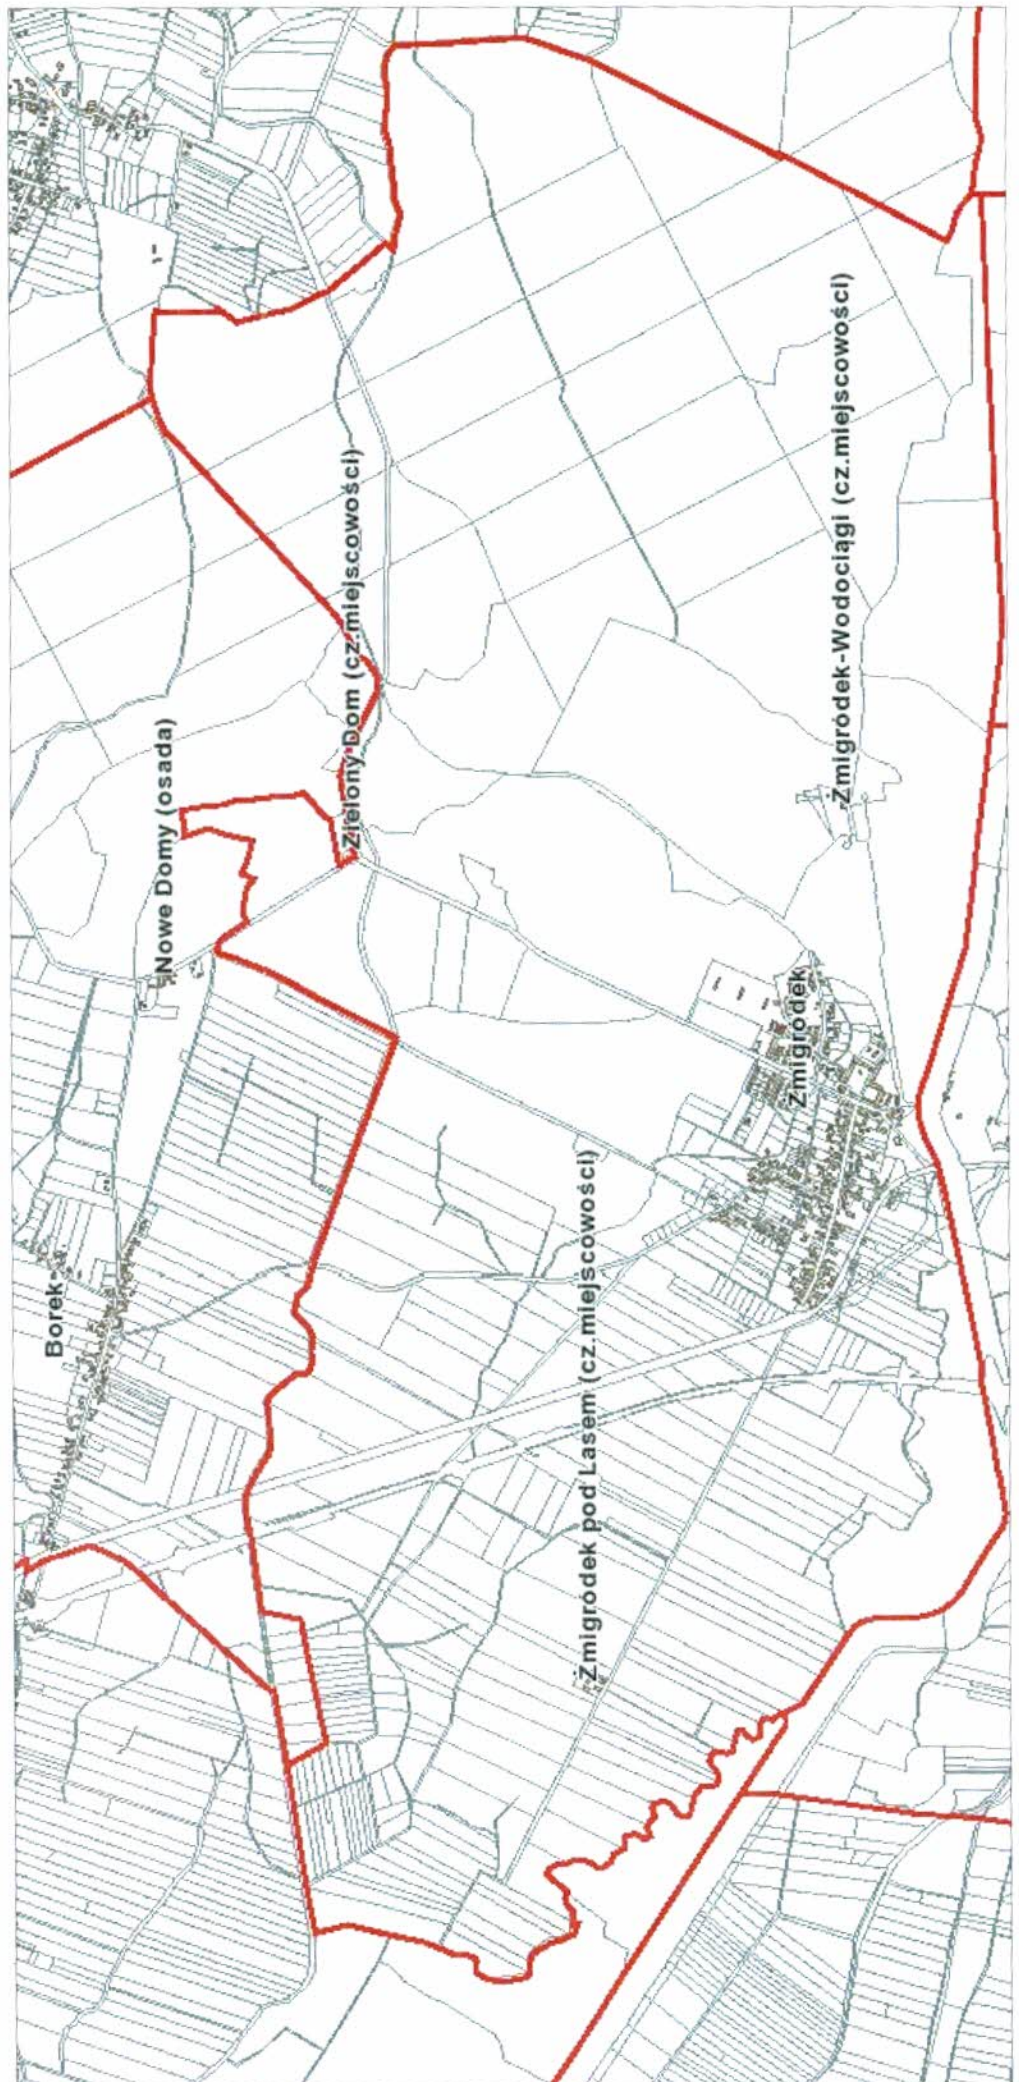 Borek
Nowe Domy (osada)
Zielony Dom (cz.miejscowości)
Żmigródek pod Lasem (cz.miejscowości)
Żmigródek
Żmigródek-Wodociągi (cz.miejscowości)